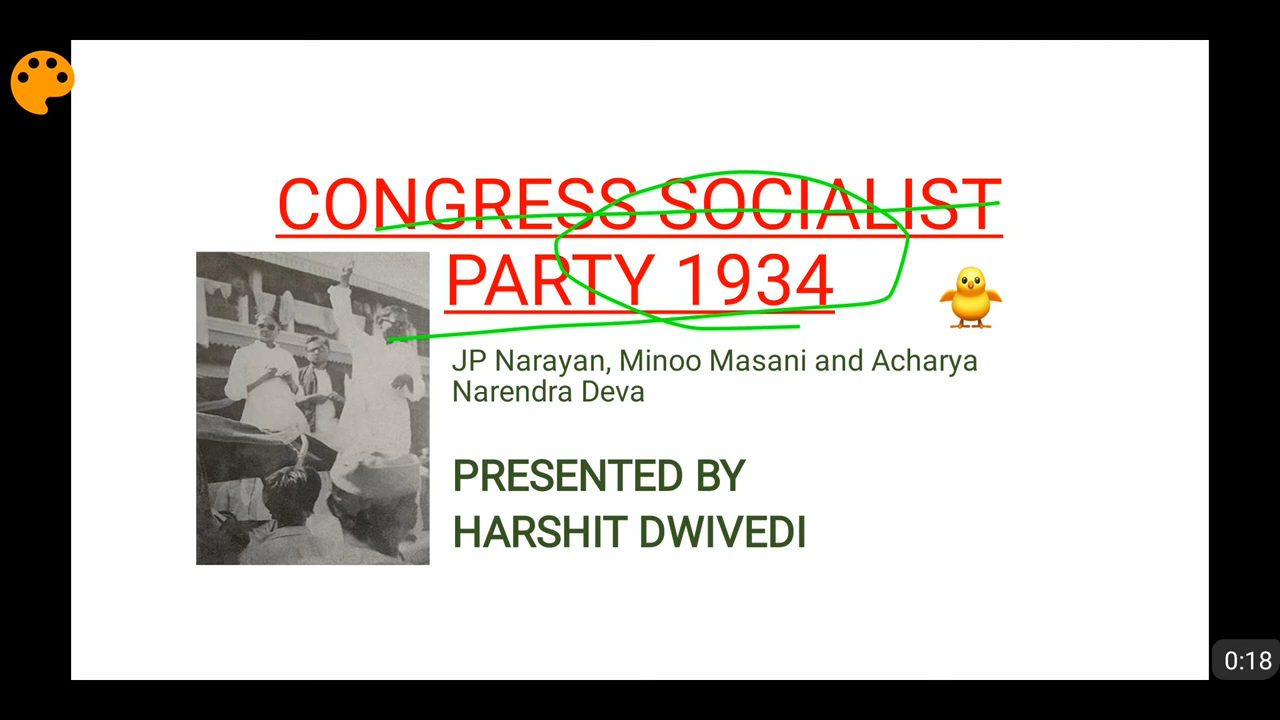 CONGRESS SOCIALIST
PARTY 1934
JP Narayan, Minoo Masani and Acharya
Narendra Deva
PRESENTED BY
HARSHIT DWIVEDI
0:18